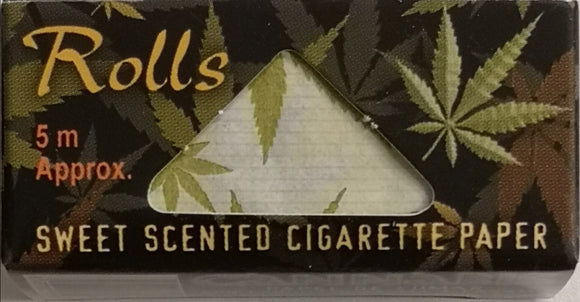 Rolls
5 m
Approx.
SWEET SCENTED CIGARETTE PAPER